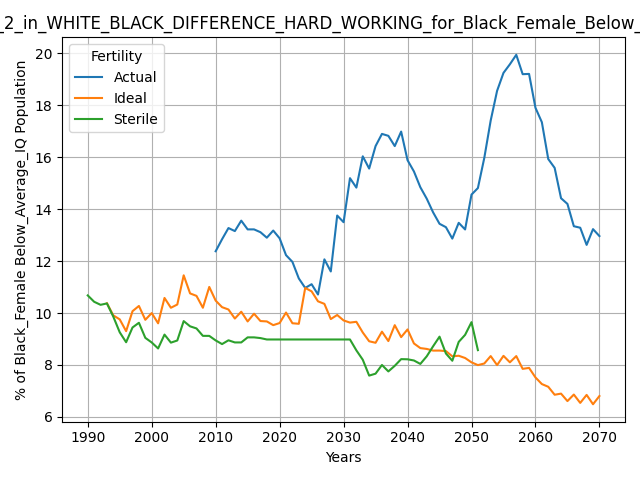 _2_in_WHITE_BLACK_DIFFERENCE_HARD_WORKING_for_Black_Female_Below_
% of Black_Female Below_Average_IQ Population
Fertility
Actual
Ideal
Sterile
20
18
16
14
12
10
8
6
1990 2000 2010 2020 2030 2040 2050 2060 2070
Years